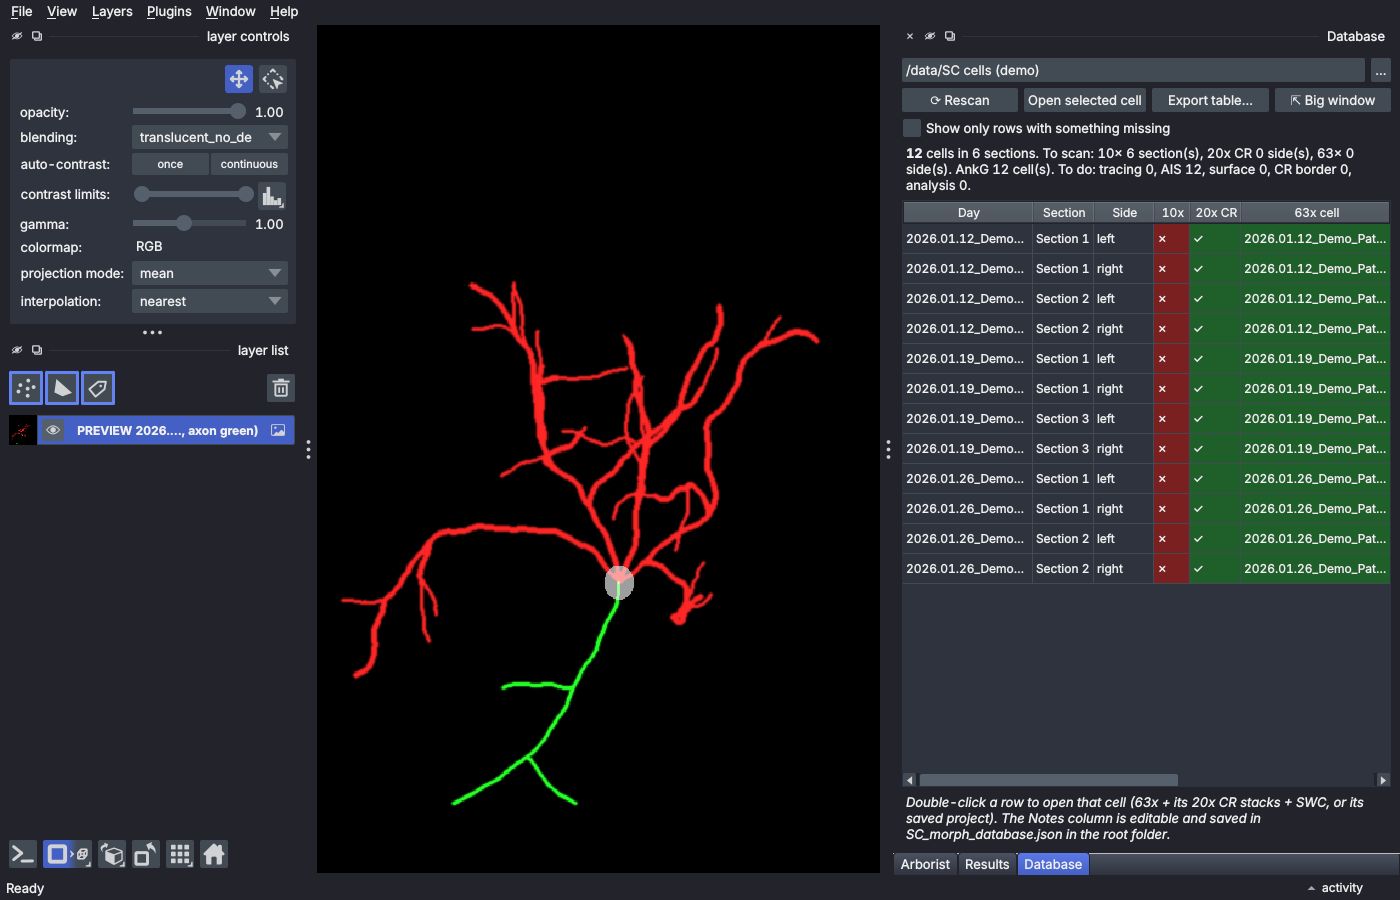 File View Layers Plugins Window Help
layer controls
opacity: 1.00
blending: translucent_no_de
auto-contrast: once continuous
contrast limits:
gamma: 1.00
colormap: RGB
projection mode: mean
interpolation: nearest
layer list
PREVIEW 2026...., axon green)
Ready
Database
/data/SC cells (demo) ...
Rescan Open selected cell Export table... Big window
Show only rows with something missing
12 cells in 6 sections. To scan: 10× 6 section(s), 20x CR 0 side(s), 63× 0
side(s). AnkG 12 cell(s). To do: tracing 0, AIS 12, surface 0, CR border 0,
analysis 0.
Day Section Side 10x 20x CR 63x cell
2026.01.12_Demo... Section 1 left × ✓ 2026.01.12_Demo_Pat...
2026.01.12_Demo... Section 1 right × ✓ 2026.01.12_Demo_Pat...
2026.01.12_Demo... Section 2 left × ✓ 2026.01.12_Demo_Pat...
2026.01.12_Demo... Section 2 right × ✓ 2026.01.12_Demo_Pat...
2026.01.19_Demo... Section 1 left × ✓ 2026.01.19_Demo_Pat...
2026.01.19_Demo... Section 1 right × ✓ 2026.01.19_Demo_Pat...
2026.01.19_Demo... Section 3 left × ✓ 2026.01.19_Demo_Pat...
2026.01.19_Demo... Section 3 right × ✓ 2026.01.19_Demo_Pat...
2026.01.26_Demo... Section 1 left × ✓ 2026.01.26_Demo_Pat...
2026.01.26_Demo... Section 1 right × ✓ 2026.01.26_Demo_Pat...
2026.01.26_Demo... Section 2 left × ✓ 2026.01.26_Demo_Pat...
2026.01.26_Demo... Section 2 right × ✓ 2026.01.26_Demo_Pat...
Double-click a row to open that cell (63x + its 20x CR stacks + SWC, or its
saved project). The Notes column is editable and saved in
SC_morph_database.json in the root folder.
Arborist Results Database
activity